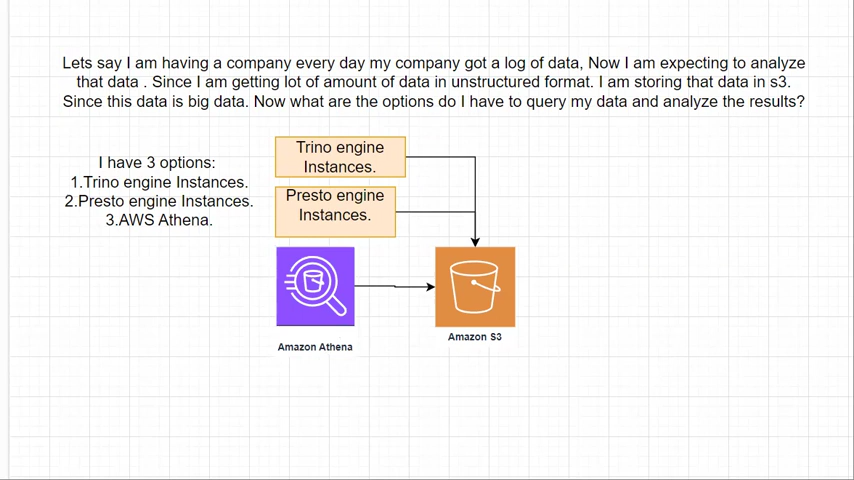 Lets say I am having a company every day my company got a log of data, Now I am expecting to analyze
that data . Since I am getting lot of amount of data in unstructured format. I am storing that data in s3.
Since this data is big data. Now what are the options do I have to query my data and analyze the results?
I have 3 options:
1.Trino engine Instances.
2.Presto engine Instances.
3.AWS Athena.
Trino engine
Instances.
Presto engine
Instances.
Amazon Athena
Amazon S3